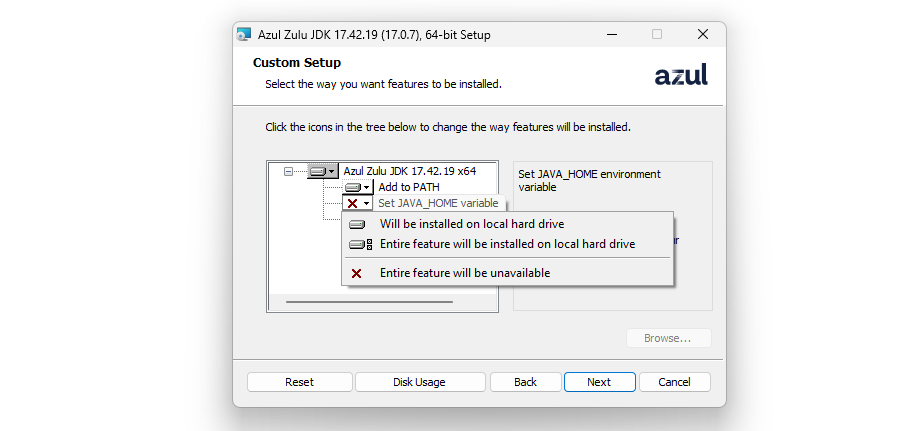 Azul Zulu JDK 17.42.19 (17.0.7), 64-bit Setup
Custom Setup
Select the way you want features to be installed.
azul
Click the icons in the tree below to change the way features will be installed.
Azul Zulu JDK 17.42.19 x64
Add to PATH
Set JAVA_HOME variable
Will be installed on local hard drive
Entire feature will be installed on local hard drive
Entire feature will be unavailable
Set JAVA_HOME environment
variable
Browse...
Reset
Disk Usage
Back
Next
Cancel